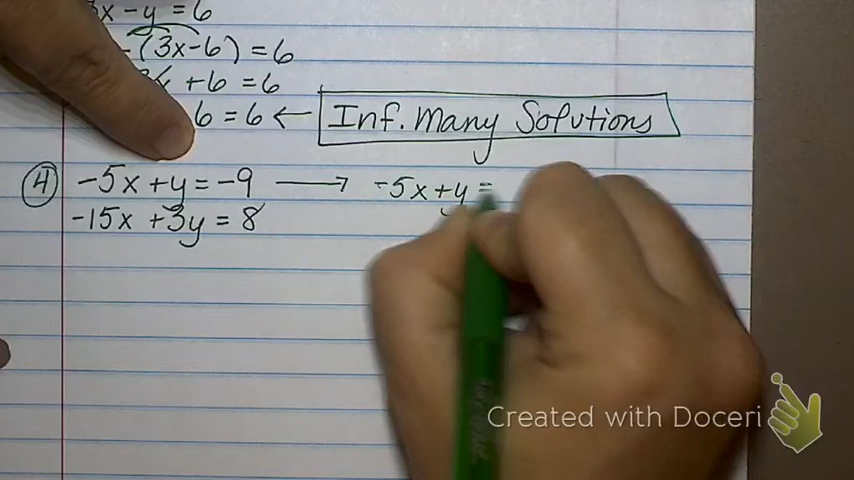 x - y = 6
-(3x-6) = 6
+6 = 6
6 = 6 ← Inf. Many Solutions
④ -5x + y = -9 → -5x + y =
-15x + 3y = 8
Created with Doceri